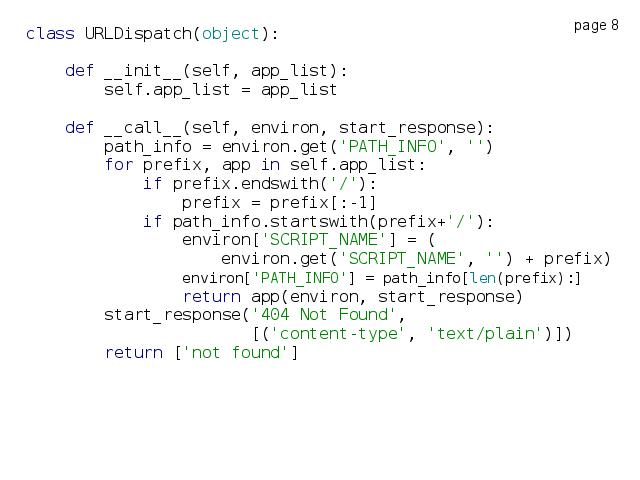 page 8
class URLDispatch(object):
    def __init__(self, app_list):
        self.app_list = app_list
    def __call__(self, environ, start_response):
        path_info = environ.get('PATH_INFO', '')
        for prefix, app in self.app_list:
            if prefix.endswith('/'):
                prefix = prefix[:-1]
            if path_info.startswith(prefix+'/'):
                environ['SCRIPT_NAME'] = (
                    environ.get('SCRIPT_NAME', '') + prefix)
                environ['PATH_INFO'] = path_info[len(prefix):]
                return app(environ, start_response)
        start_response('404 Not Found',
                       [('content-type', 'text/plain')])
        return ['not found']